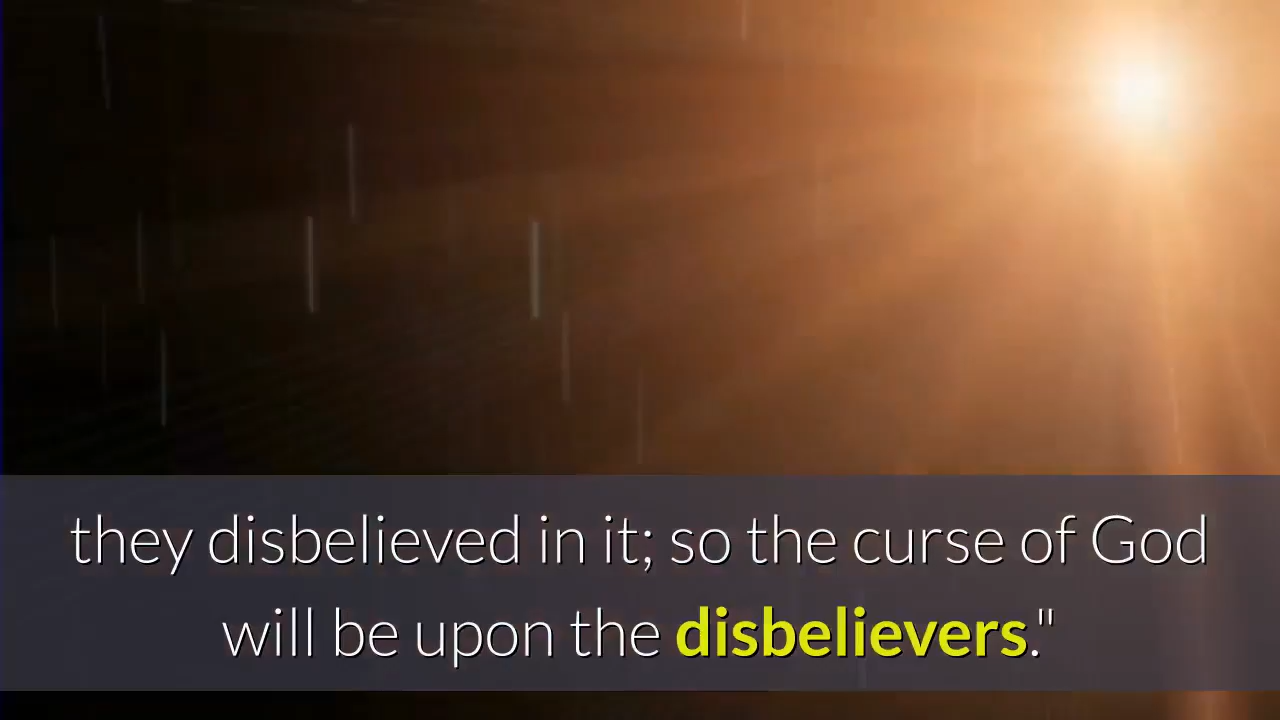 they disbelieved in it; so the curse of God
will be upon the disbelievers."